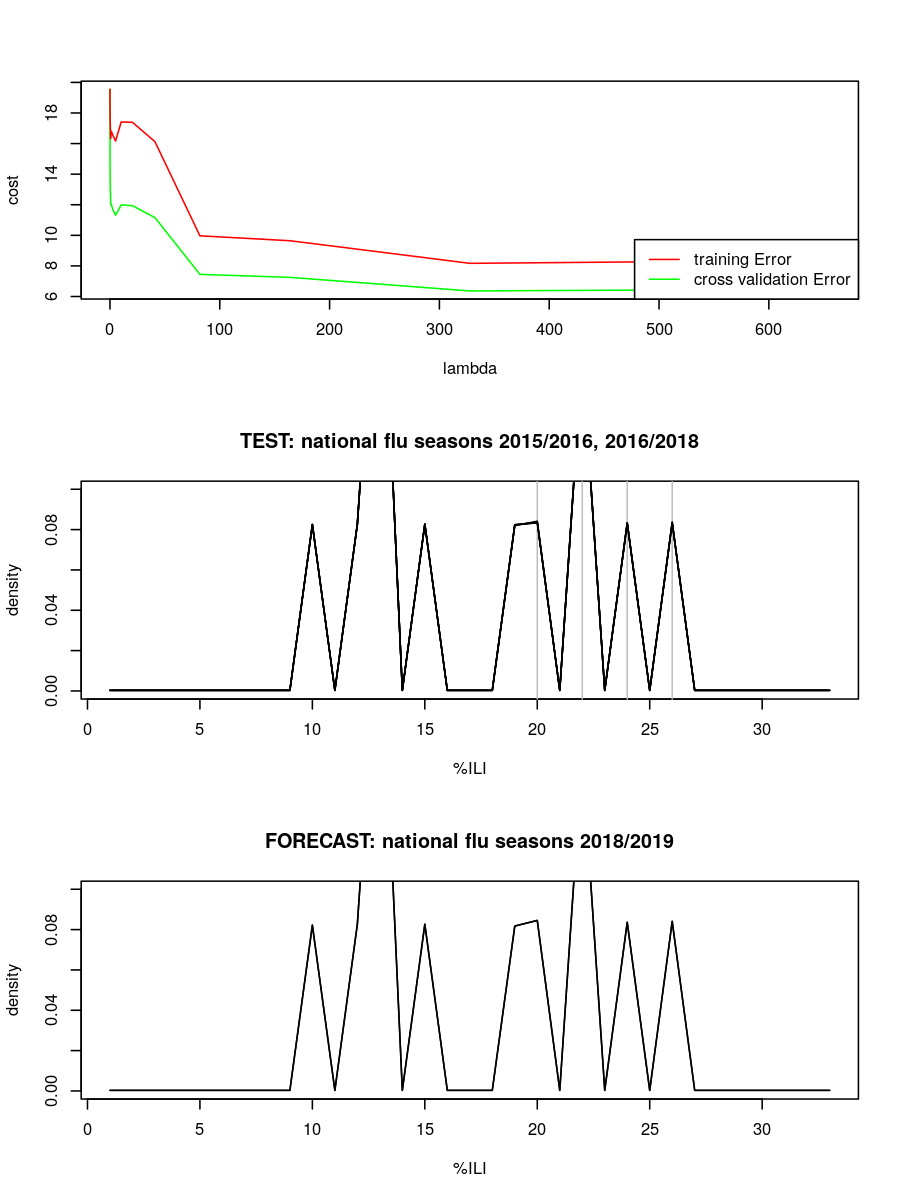 cost
18
14
10
8
6
training Error
cross validation Error
0 100 200 300 400 500 600
lambda
TEST: national flu seasons 2015/2016, 2016/2018
density
0.08
0.04
0.00
0 5 10 15 20 25 30
%ILI
FORECAST: national flu seasons 2018/2019
density
0.08
0.04
0.00
0 5 10 15 20 25 30
%ILI